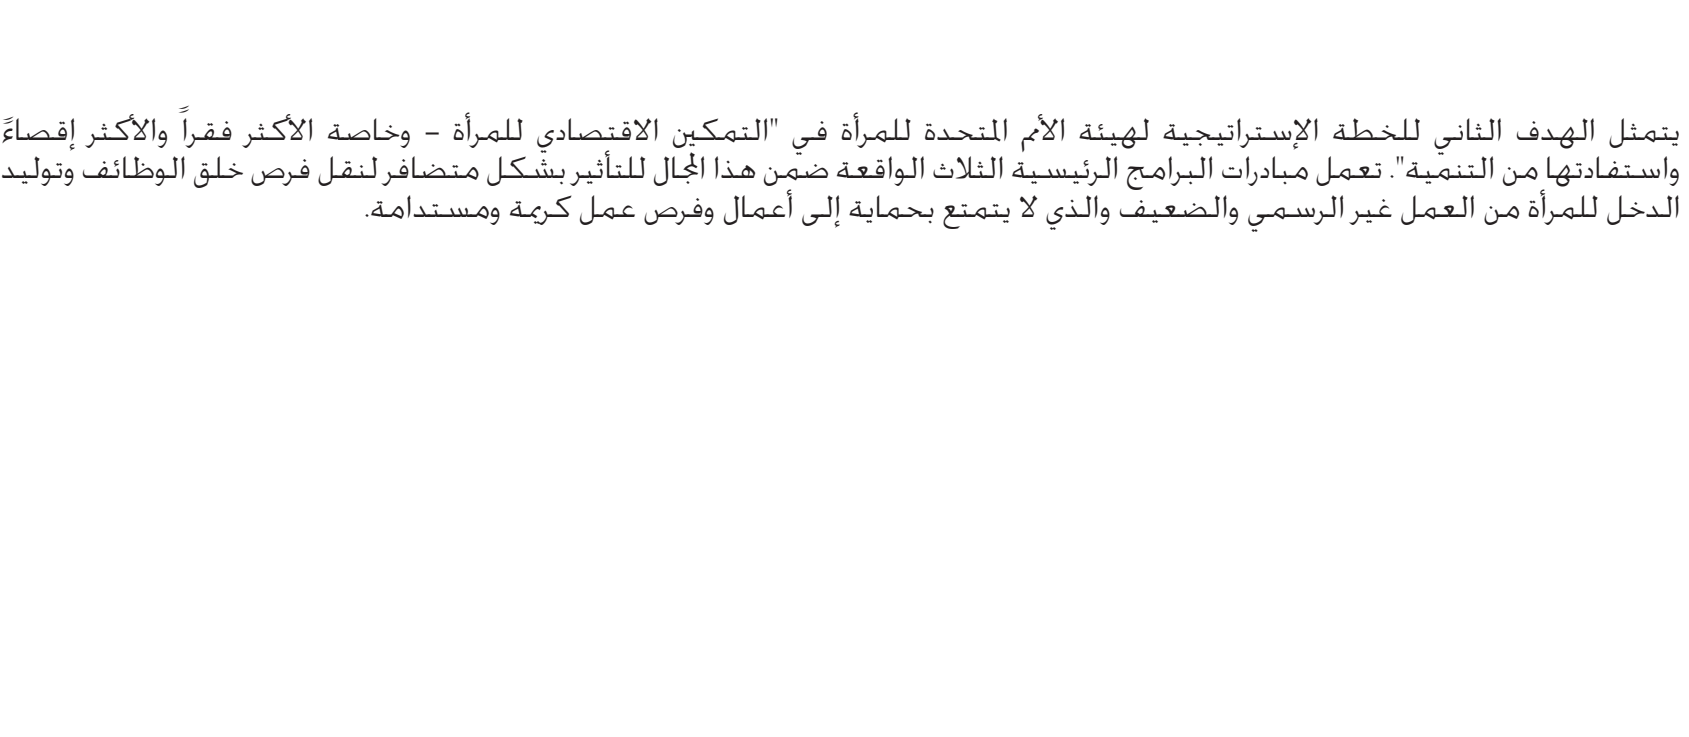 يتمثل الهدف الثاني للخطة الإستراتيجية لهيئة الأمم المتحدة للمرأة في "التمكين الاقتصادي للمرأة – وخاصة الأكثر فقراً والأكثر إقصاءً
واستفادتها من التنمية". تعمل مبادرات البرامج الرئيسية الثلاث الواقعة ضمن هذا المجال للتأثير بشكل متضافر لنقل فرص خلق الوظائف وتوليد
الدخل للمرأة من العمل غير الرسمي والضعيف والذي لا يتمتع بحماية إلى أعمال وفرص عمل كريمة ومستدامة.